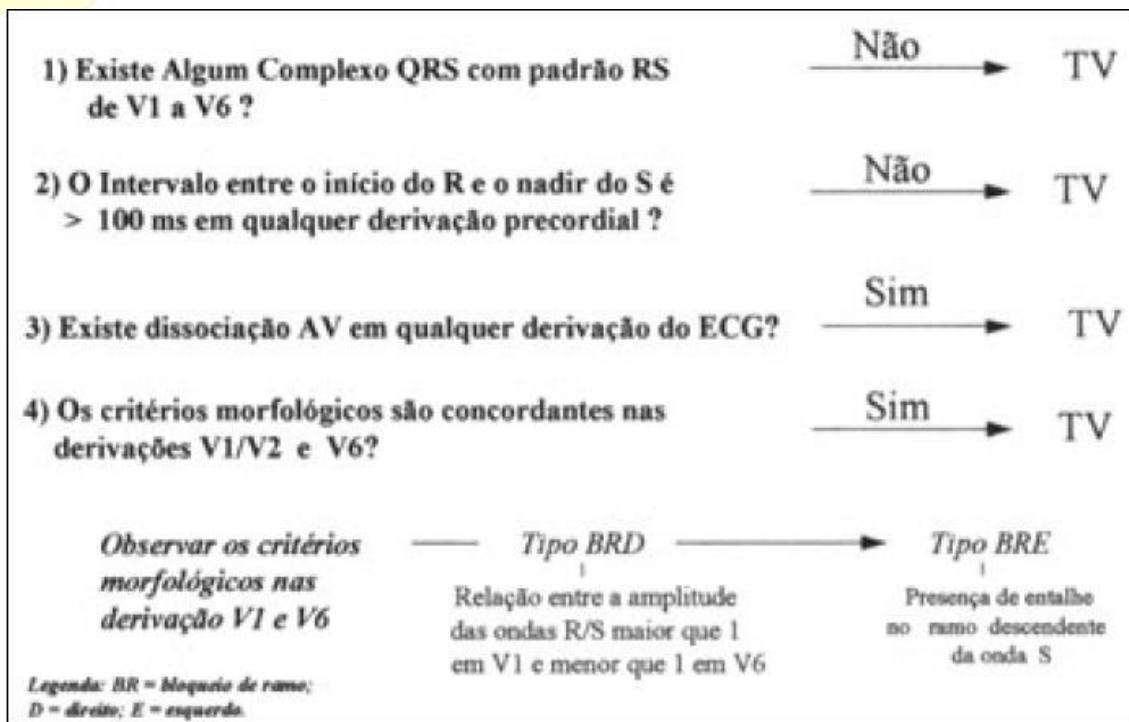 1) Existe Algum Complexo QRS com padrão RS
de V1 a V6 ?
Não
TV
2) O Intervalo entre o início do R e o nadir do S é
> 100 ms em qualquer derivação precordial ?
Não
TV
3) Existe dissociação AV em qualquer derivação do ECG?
Sim
TV
4) Os critérios morfológicos são concordantes nas
derivações V1/V2 e V6?
Sim
TV
Observar os critérios
morfológicos nas
derivação V1 e V6
Tipo BRD
Relação entre a amplitude
das ondas R/S maior que 1
em V1 e menor que 1 em V6
Tipo BRE
Presença de entalhe
no ramo descendente
da onda S
Legenda: BR = bloqueio de ramo;
D = direito; E = esquerdo.